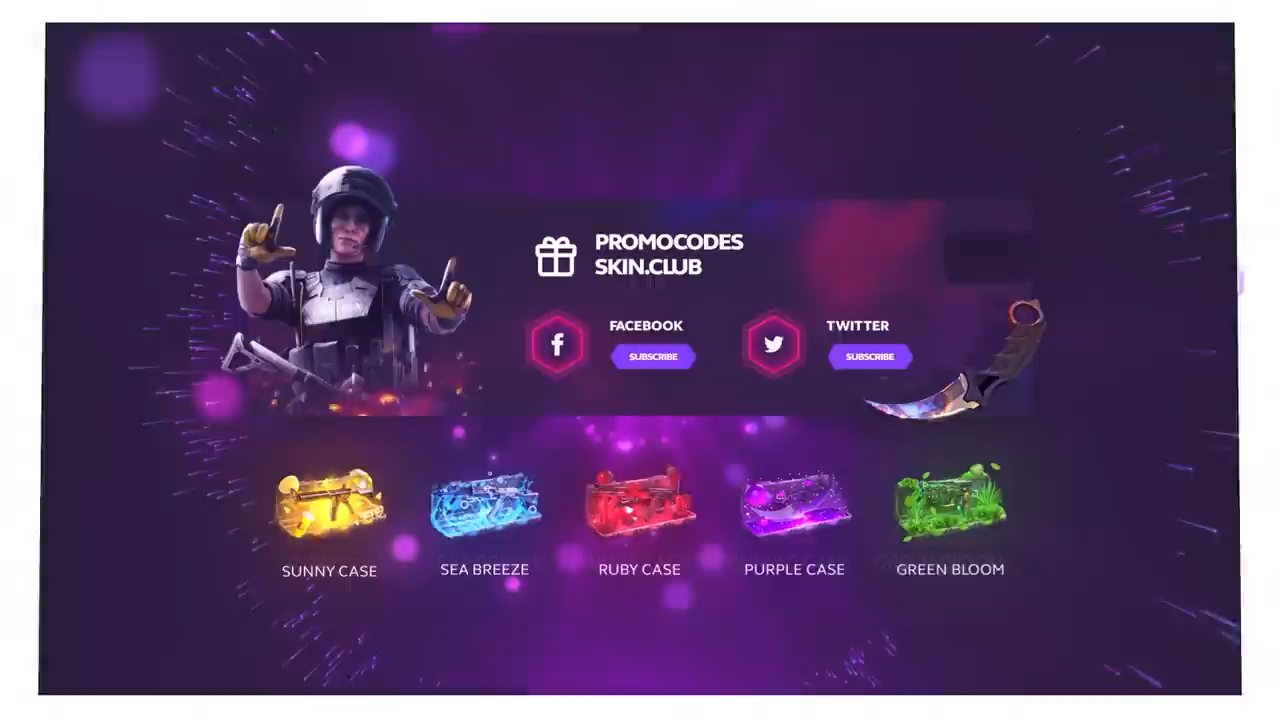 PROMOCODES
SKIN.CLUB
FACEBOOK
SUBSCRIBE
TWITTER
SUBSCRIBE
SUNNY CASE
SEA BREEZE
RUBY CASE
PURPLE CASE
GREEN BLOOM